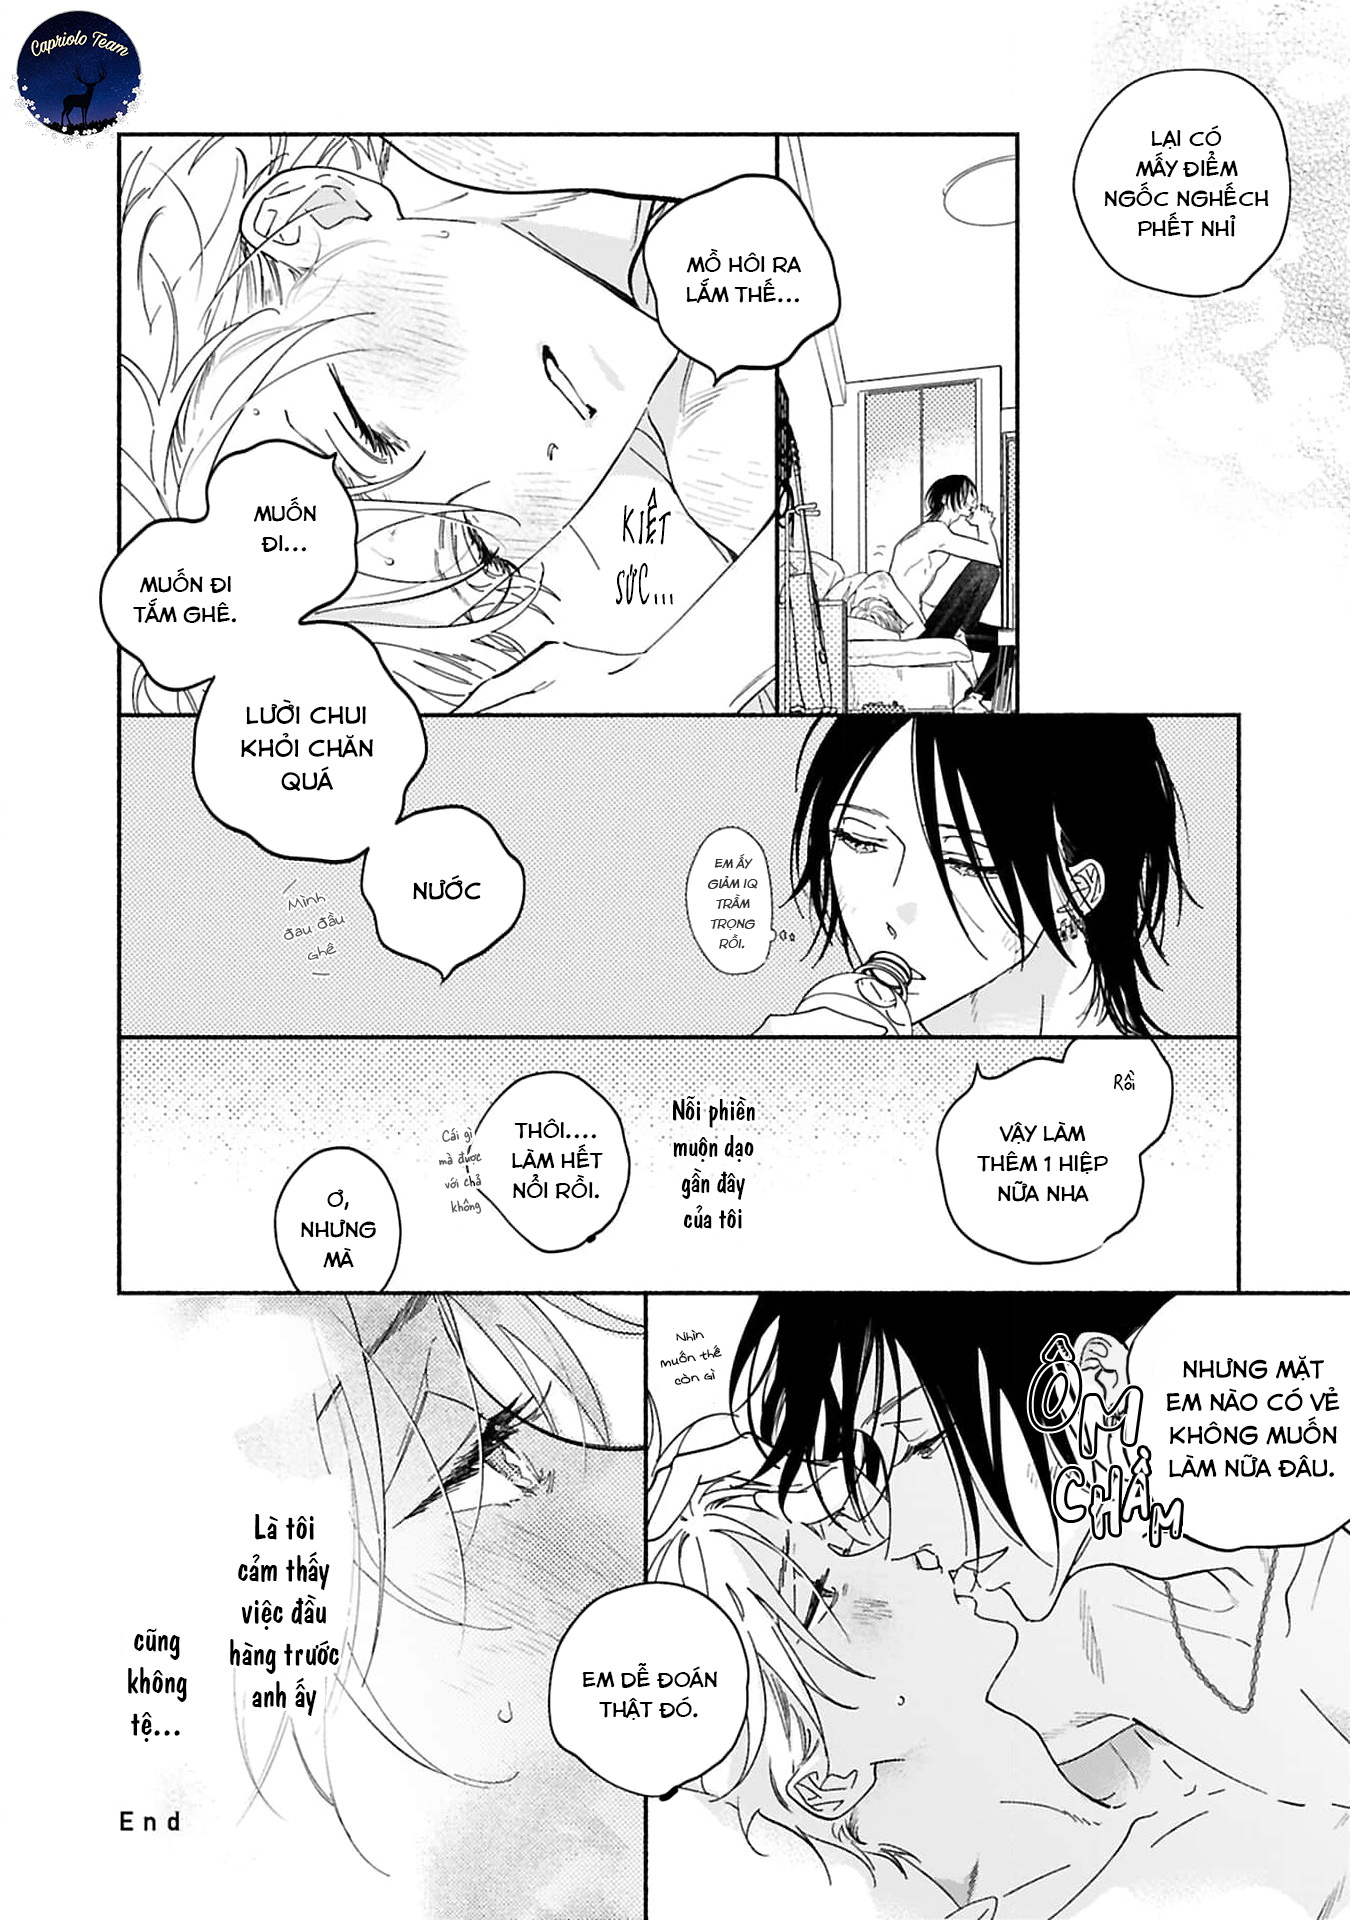 Capriolo Team
LẠI CÓ
MẤY ĐIỂM
NGỐC NGHẾCH
PHẾT NHỈ
MỒ HÔI RA
LẮM THẾ...
KIỆT
SỨC...
MUỐN
ĐI...
MUỐN ĐI
TẮM GHÊ.
LƯỜI CHUI
KHỎI CHĂN
QUÁ
NƯỚC
Mình
đau đầu
ghê
EM ẤY
GIẢM IQ
TRẦM
TRỌNG
RỒI.
Rồi
VẬY LÀM
THÊM 1 HIỆP
NỮA NHA
Nỗi phiền
muộn dạo
gần đây
của tôi
THÔI....
LÀM HẾT
NỔI RỒI.
Cái gì
mà được
với chả
không
Ơ,
NHƯNG
MÀ
NHƯNG MẶT
EM NÀO CÓ VẺ
KHÔNG MUỐN
LÀM NỮA ĐÂU.
ÔM
CHẦM
Nhìn
muốn thế
còn gì
EM DỄ ĐOÁN
THẬT ĐÓ.
Là tôi
cảm thấy
việc đầu
hàng trước
anh ấy
cũng
không
tệ...
End